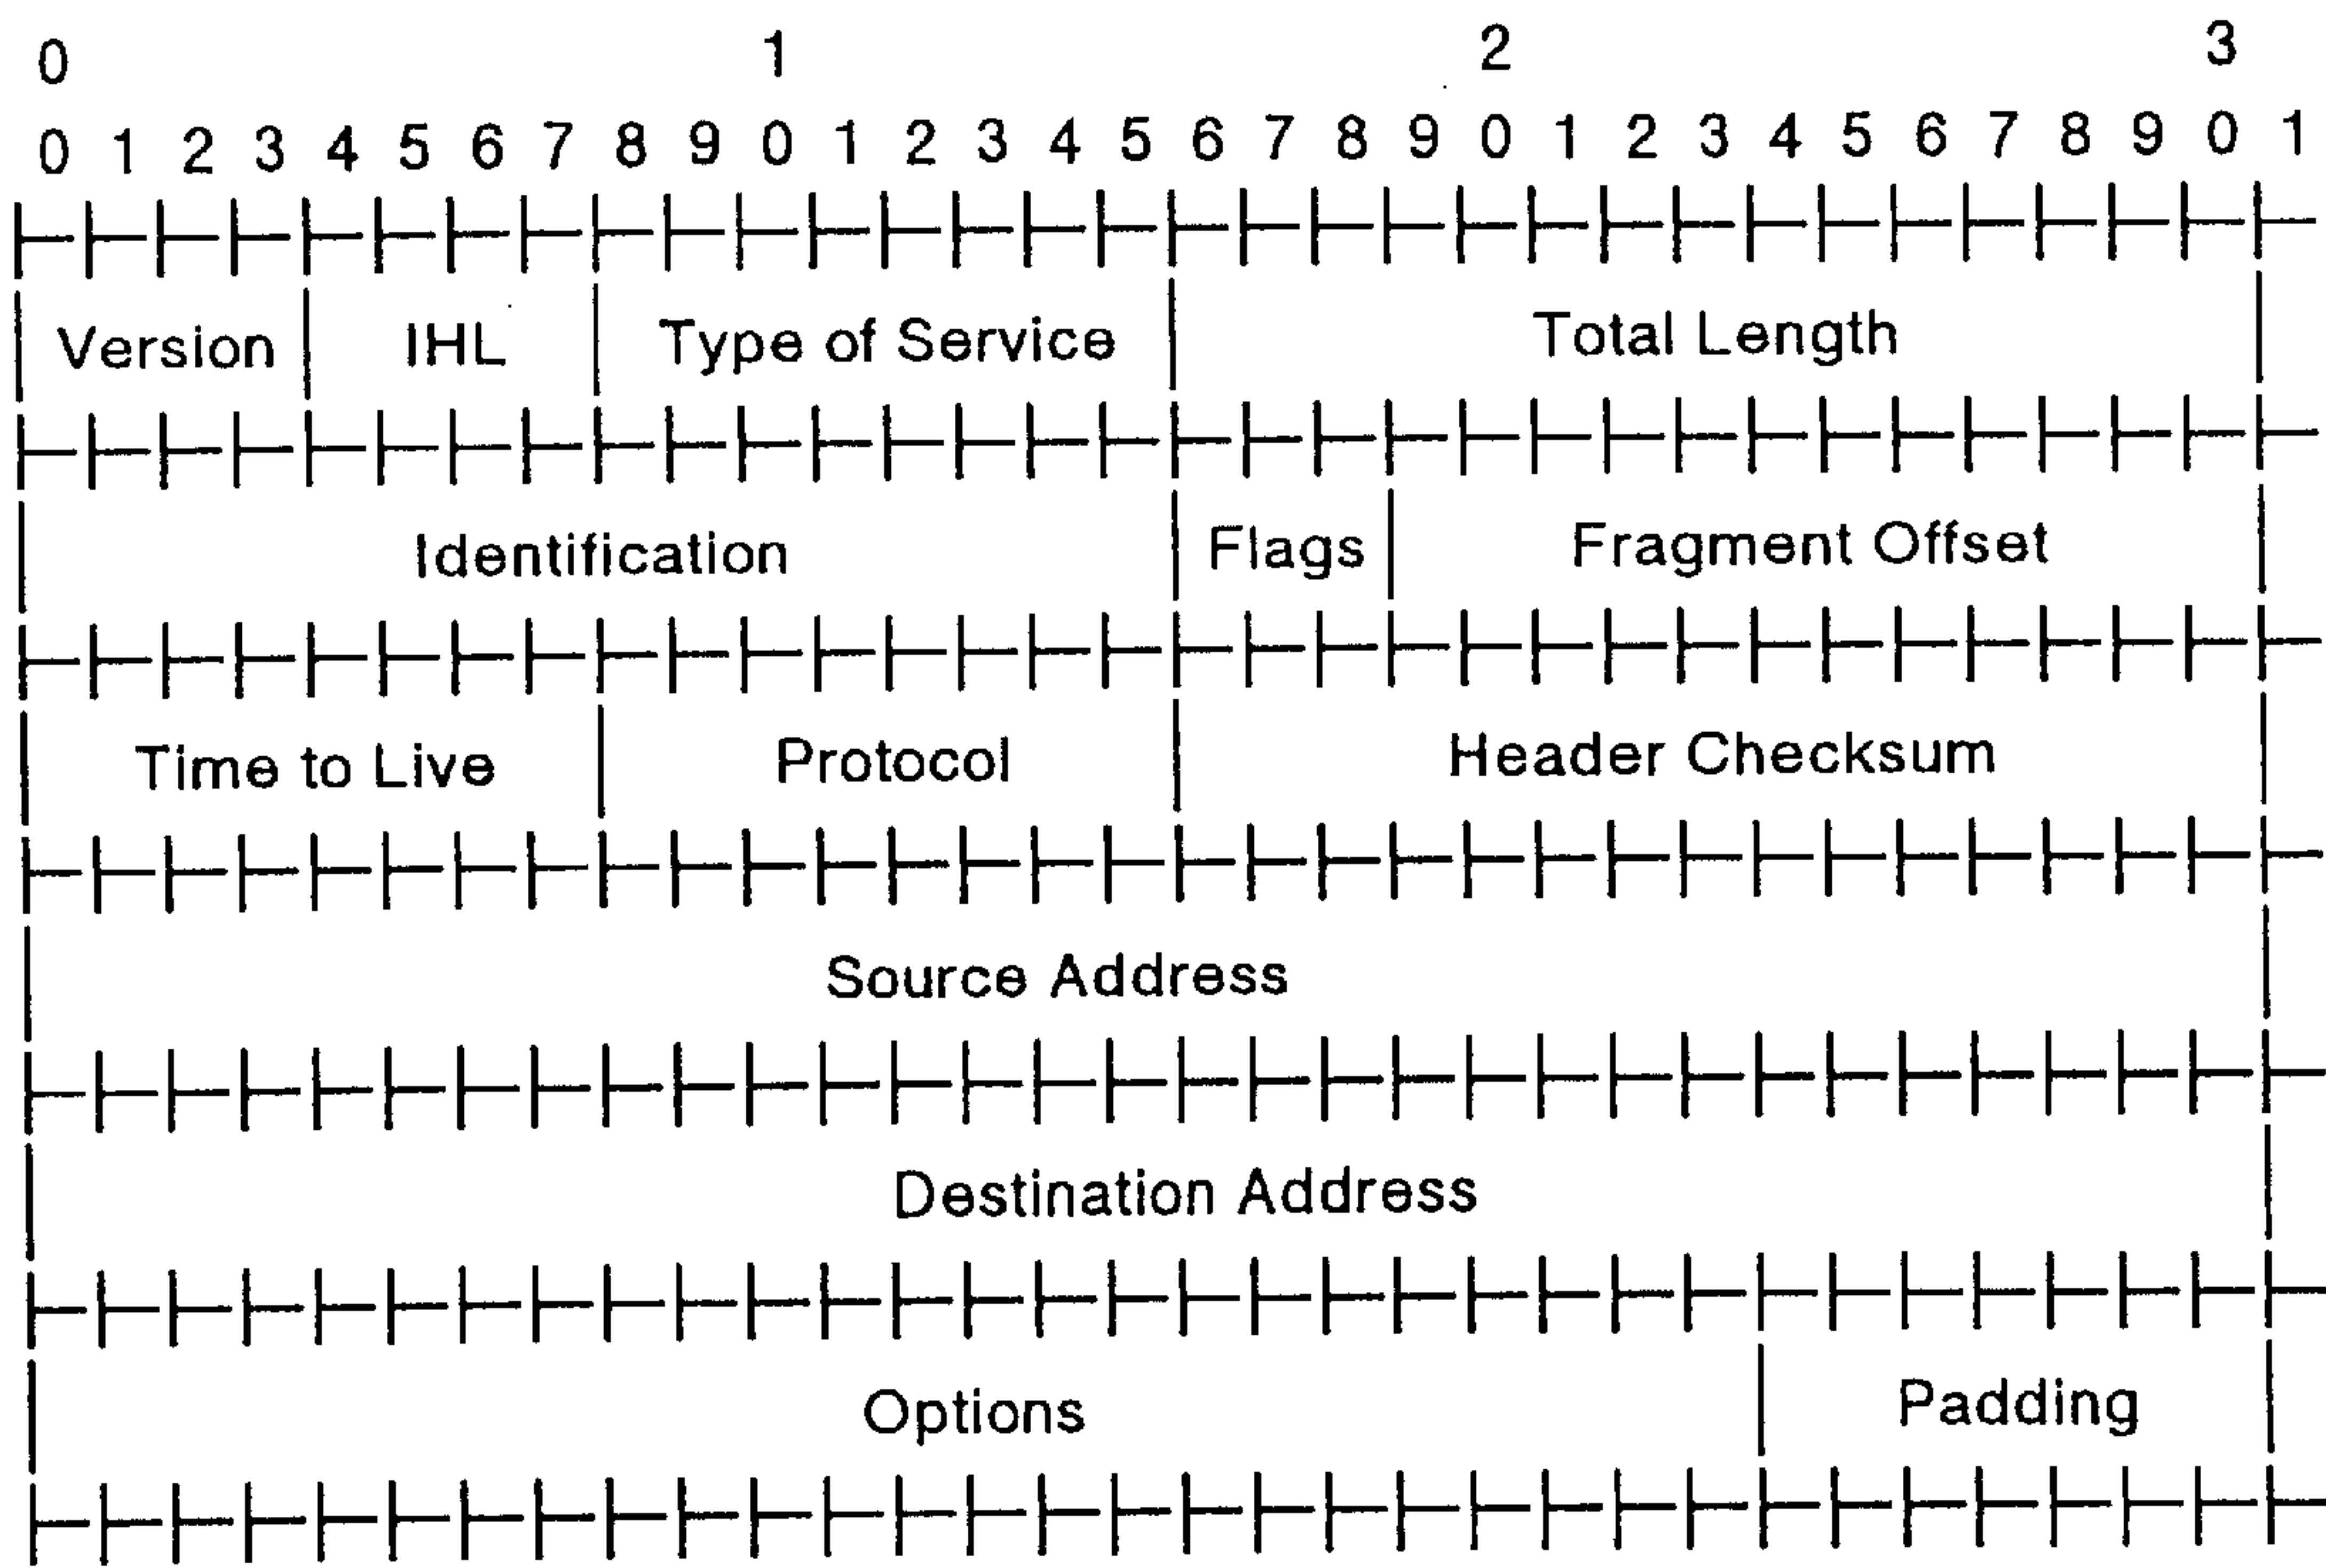 0 1 2 3
0 1 2 3 4 5 6 7 8 9 0 1 2 3 4 5 6 7 8 9 0 1 2 3 4 5 6 7 8 9 0 1
Version IHL Type of Service Total Length
Identification Flags Fragment Offset
Time to Live Protocol Header Checksum
Source Address
Destination Address
Options Padding